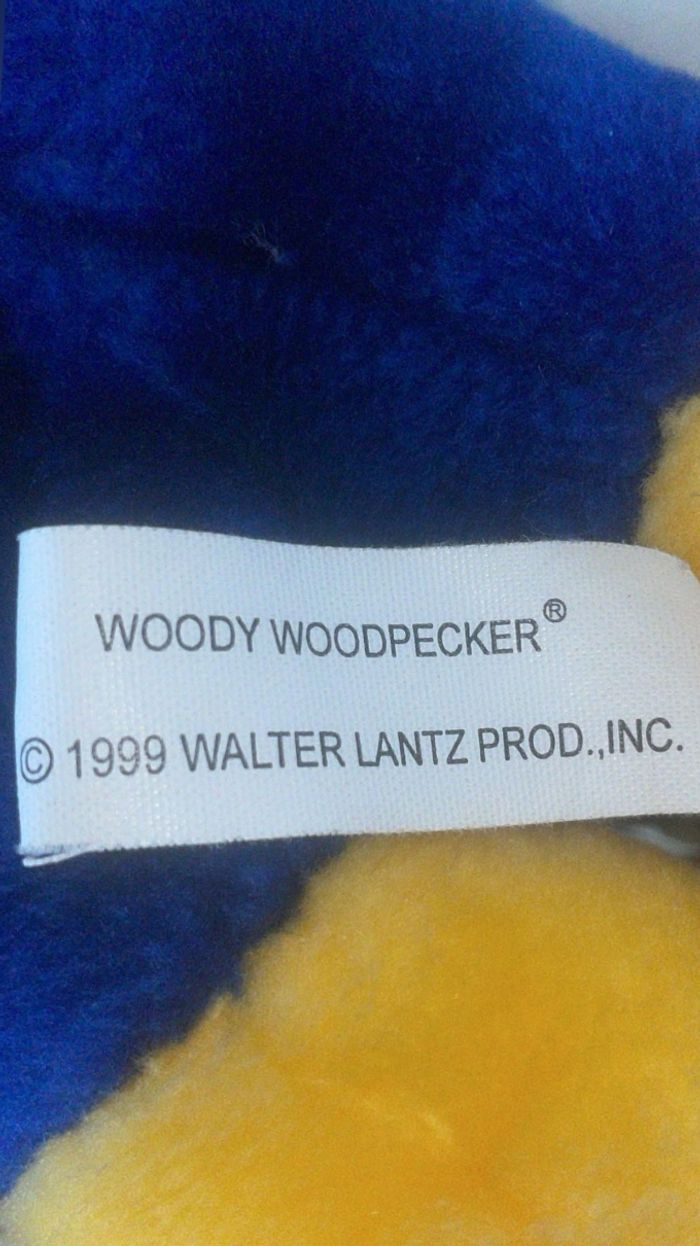 WOODY WOODPECKER®
© 1999 WALTER LANTZ PROD.,INC.